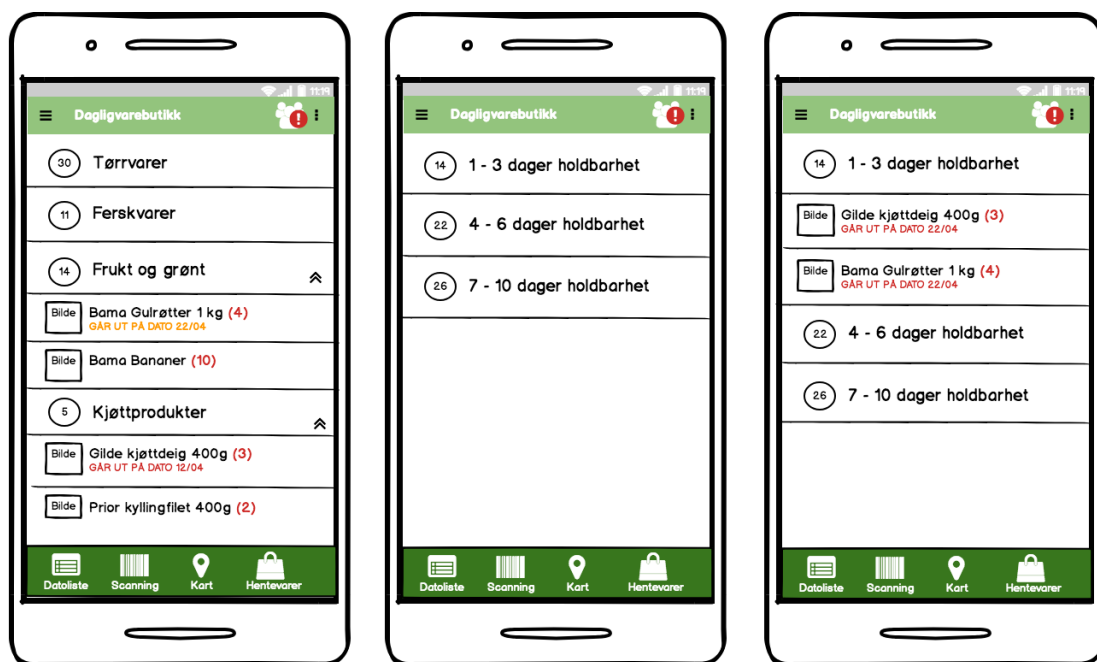 11:19
Dagligvarebutikk
30 Tørrvarer
11 Ferskvarer
14 Frukt og grønt
Bilde Bama Gulrøtter 1 kg (4)
GÅR UT PÅ DATO 22/04
Bilde Bama Bananer (10)
5 Kjøttprodukter
Bilde Gilde kjøttdeig 400g (3)
GÅR UT PÅ DATO 12/04
Bilde Prior kyllingfilet 400g (2)
Datoliste Scanning Kart Hentevarer
11:19
Dagligvarebutikk
14 1 - 3 dager holdbarhet
22 4 - 6 dager holdbarhet
26 7 - 10 dager holdbarhet
Datoliste Scanning Kart Hentevarer
11:19
Dagligvarebutikk
14 1 - 3 dager holdbarhet
Bilde Gilde kjøttdeig 400g (3)
GÅR UT PÅ DATO 22/04
Bilde Bama Gulrøtter 1 kg (4)
GÅR UT PÅ DATO 22/04
22 4 - 6 dager holdbarhet
26 7 - 10 dager holdbarhet
Datoliste Scanning Kart Hentevarer